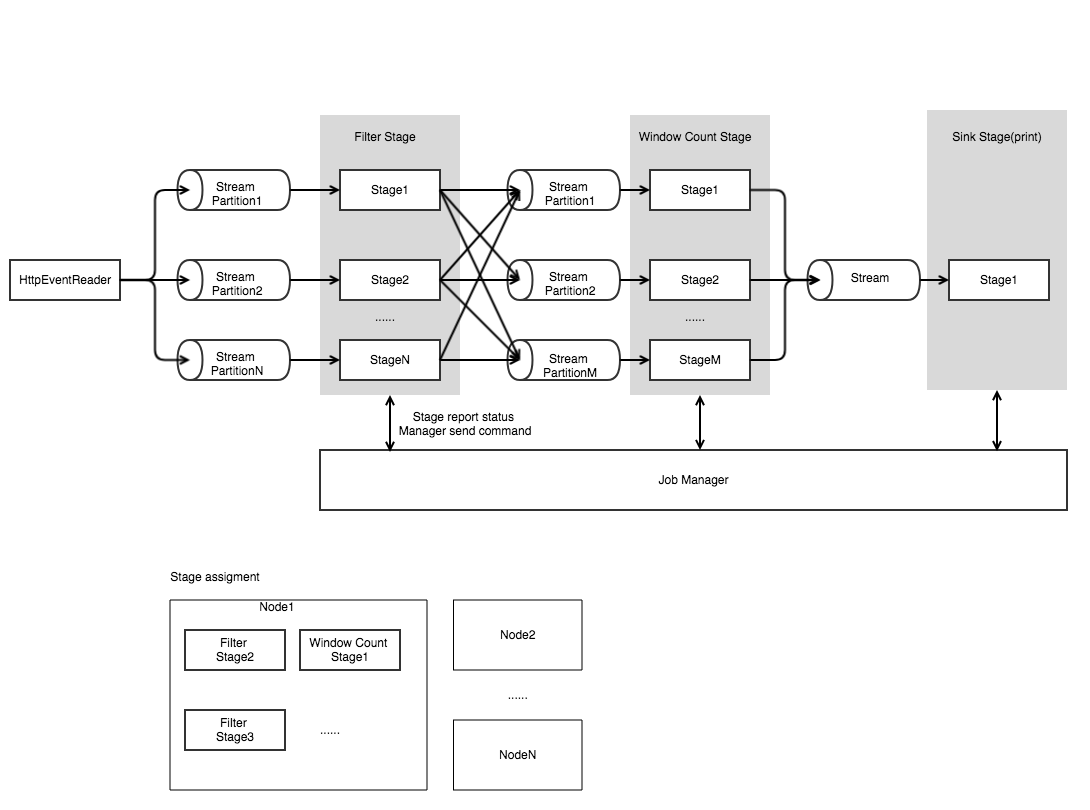 Filter Stage
Window Count Stage
Sink Stage(print)
Stream
Partition1
Stage1
Stream
Partition1
Stage1
HttpEventReader
Stream
Partition2
Stage2
Stream
Partition2
Stage2
Stream
Stage1
......
......
Stream
PartitionN
StageN
Stream
PartitionM
StageM
Stage report status
Manager send command
Job Manager
Stage assigment
Node1
Filter
Stage2
Window Count
Stage1
Node2
Filter
Stage3
......
......
NodeN